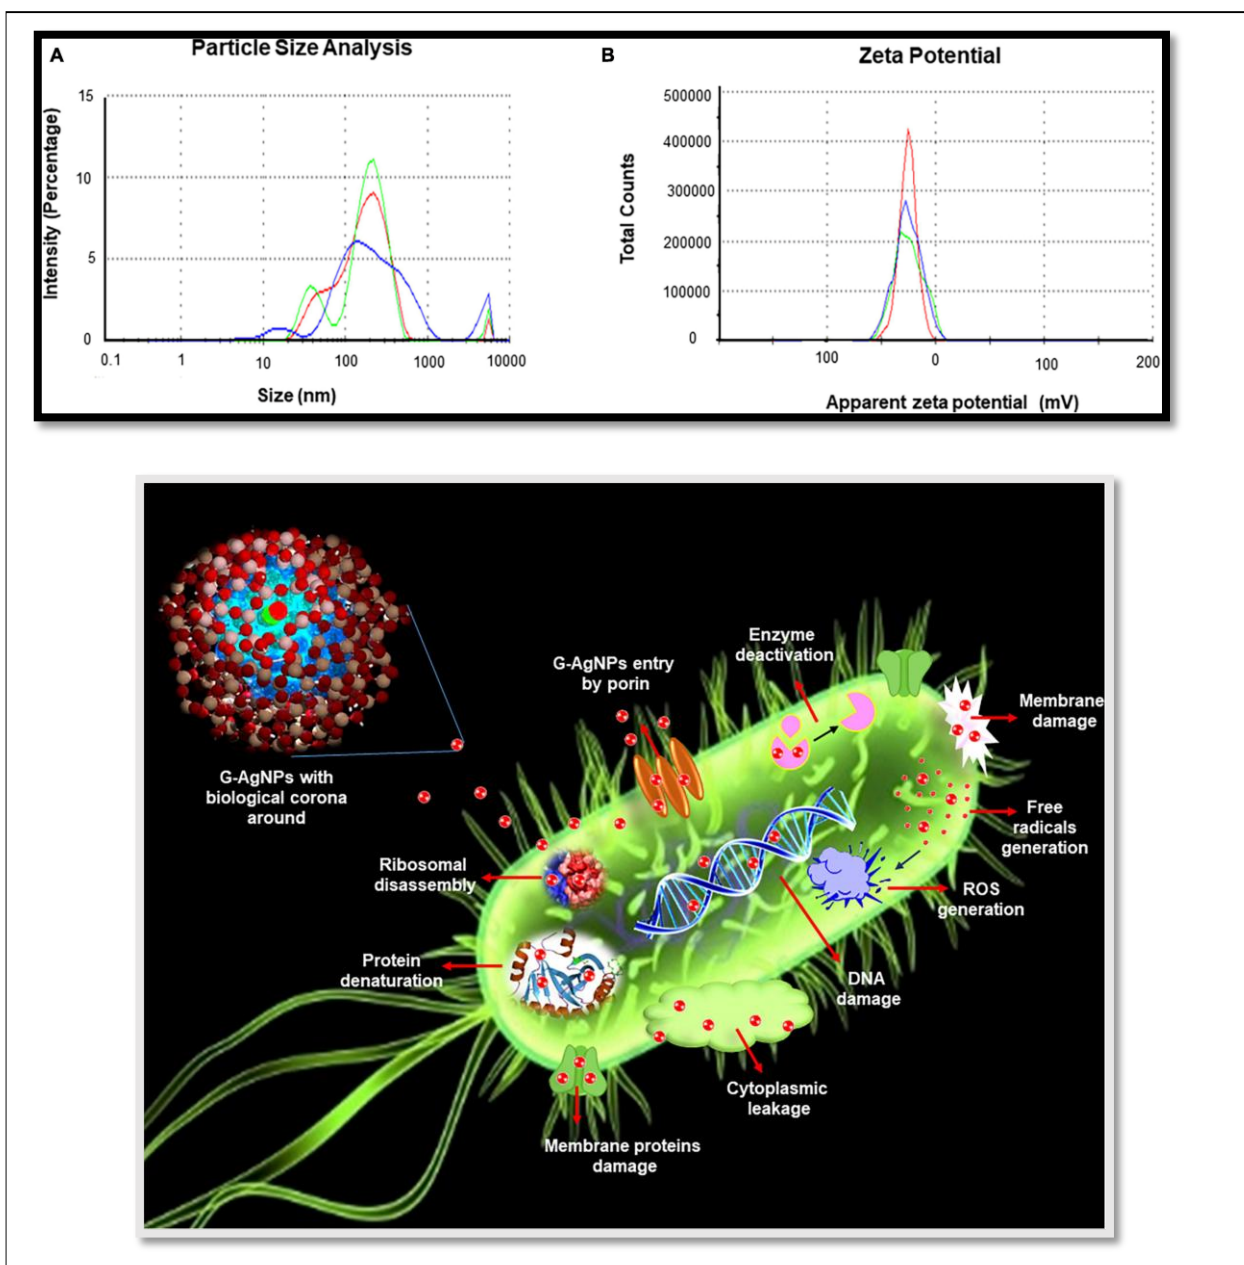 A
Particle Size Analysis
Intensity (Percentage)
15
10
5
0
0.1
1
10
100
1000
10000
Size (nm)
B
Zeta Potential
Total Counts
500000
400000
300000
200000
100000
0
100
0
100
200
Apparent zeta potential (mV)
G-AgNPs with
biological corona
around
G-AgNPs entry
by porin
Enzyme
deactivation
Membrane
damage
Free
radicals
generation
ROS
generation
DNA
damage
Cytoplasmic
leakage
Membrane proteins
damage
Protein
denaturation
Ribosomal
disassembly